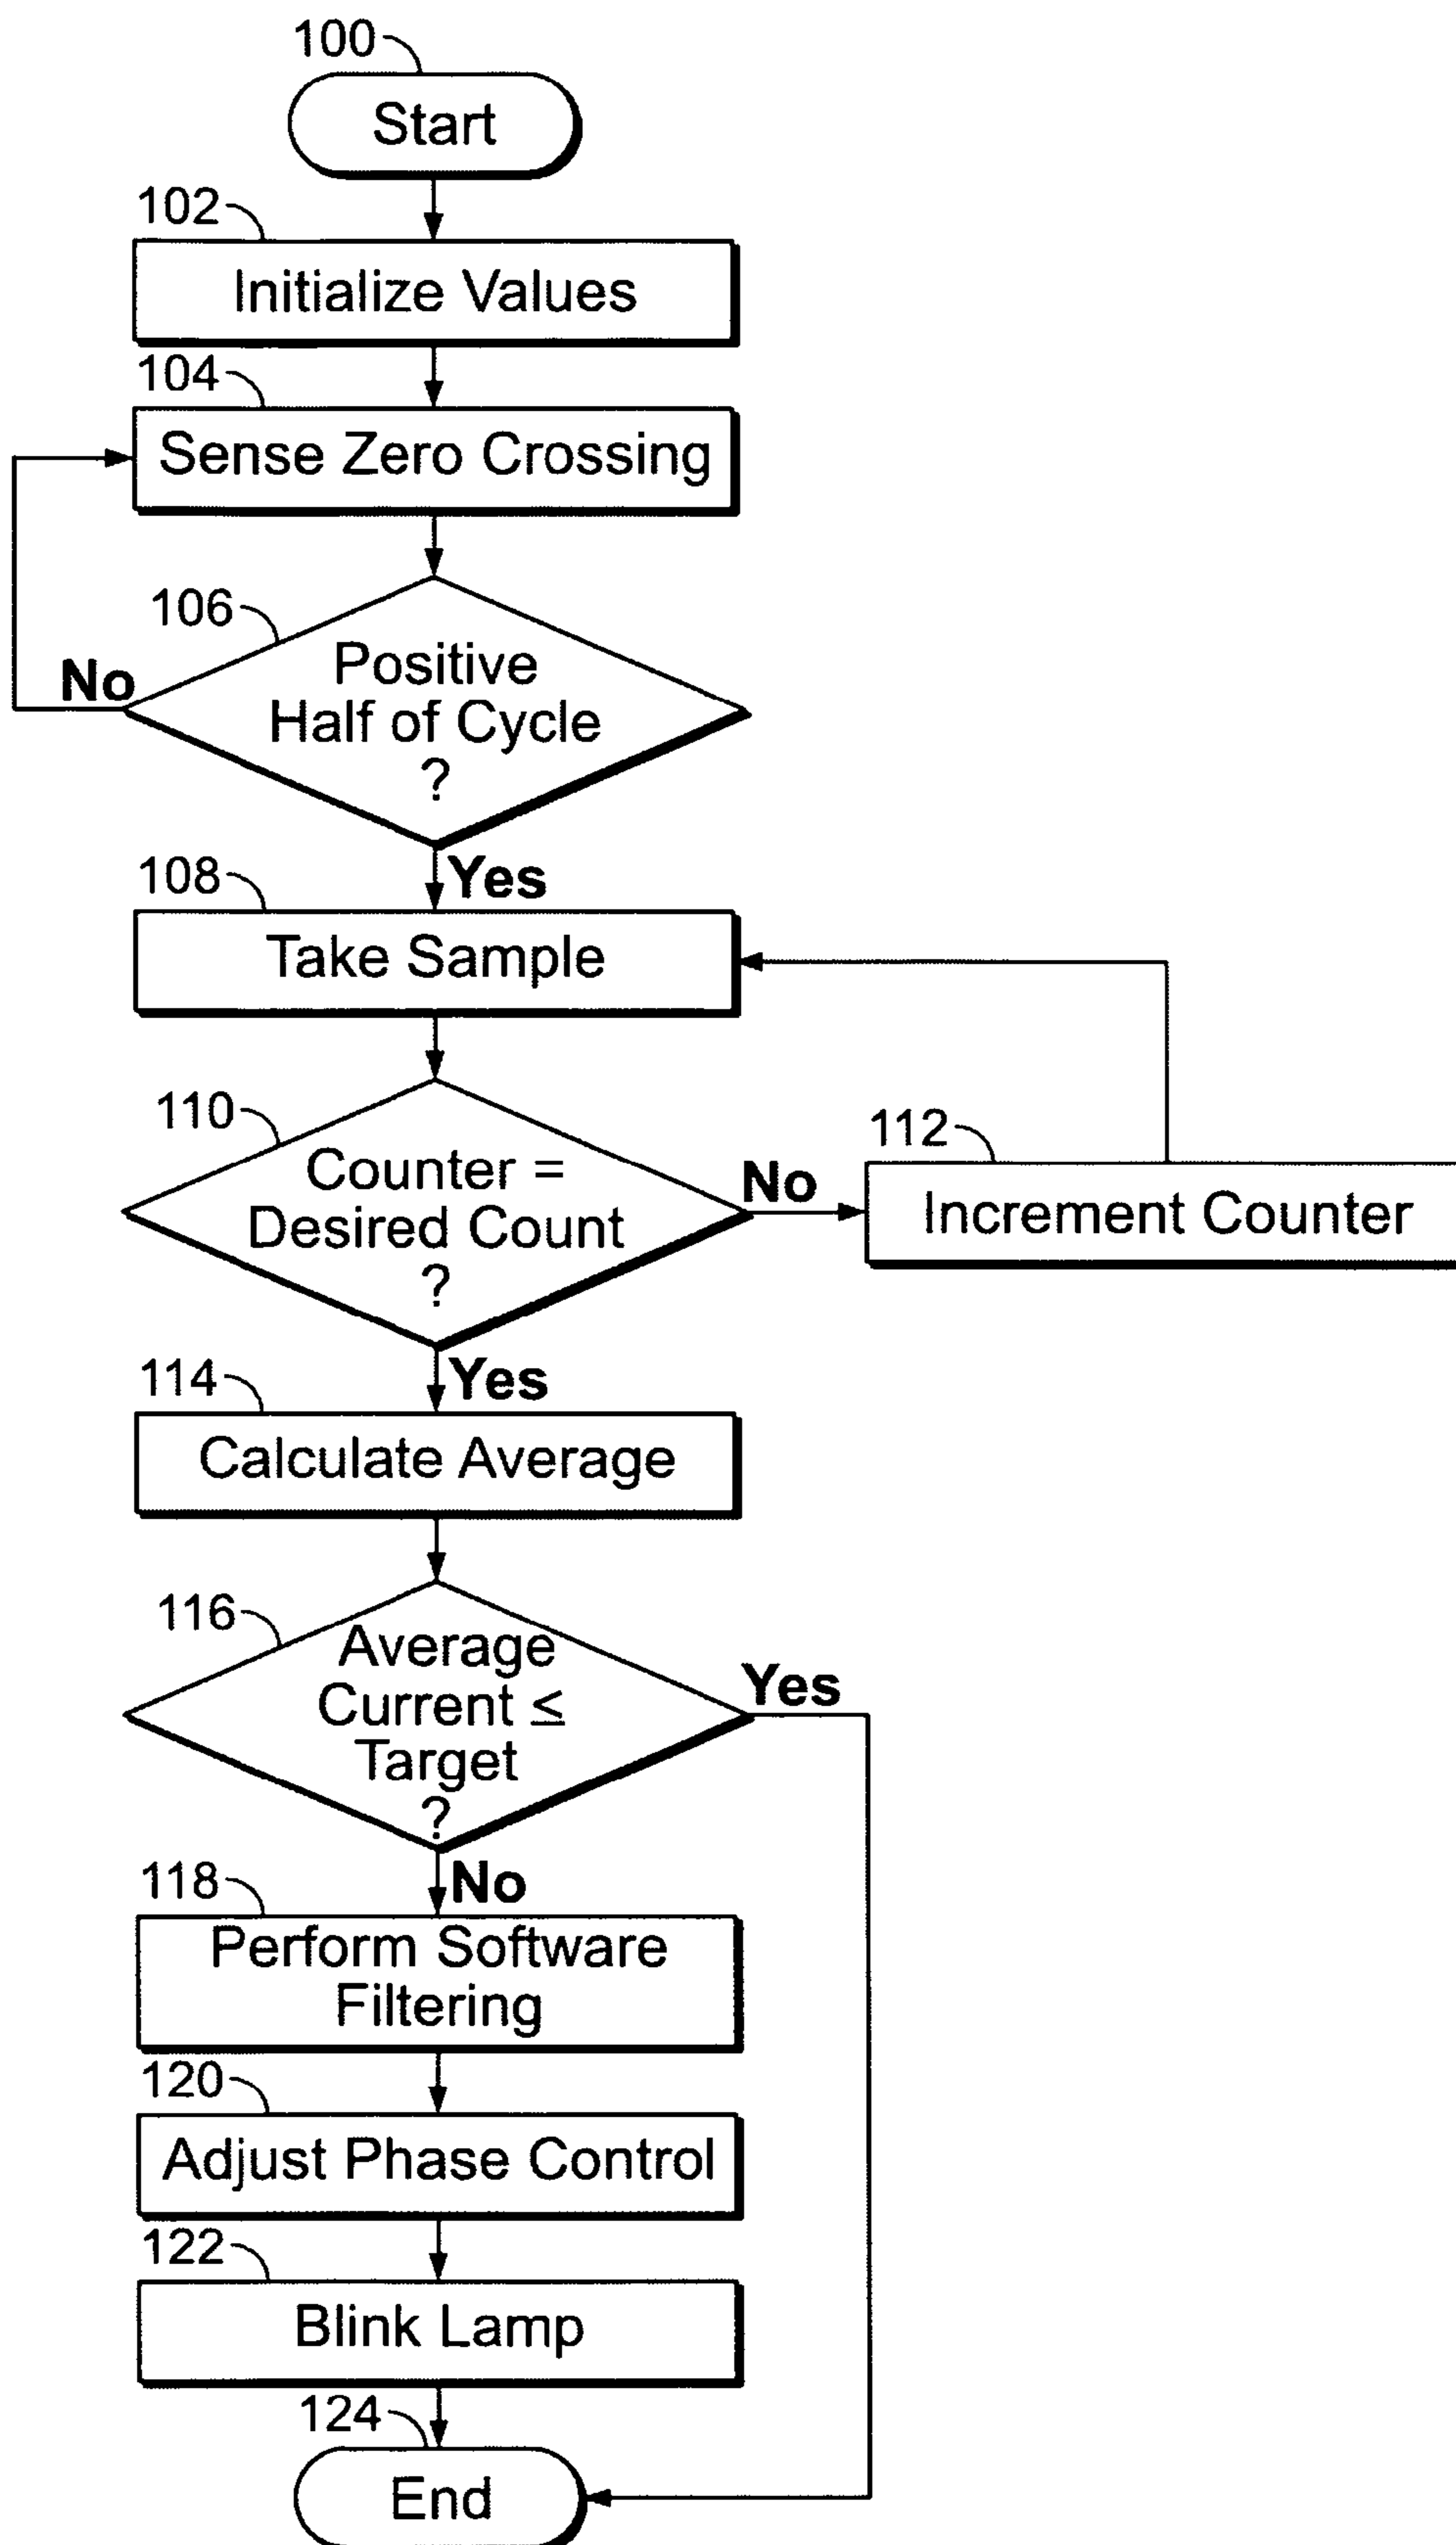 100
Start
102
Initialize Values
104
Sense Zero Crossing
106
Positive
Half of Cycle
?
No
Yes
108
Take Sample
110
Counter =
Desired Count
?
No
112
Increment Counter
Yes
114
Calculate Average
116
Average
Current ≤
Target
?
Yes
No
118
Perform Software
Filtering
120
Adjust Phase Control
122
Blink Lamp
124
End